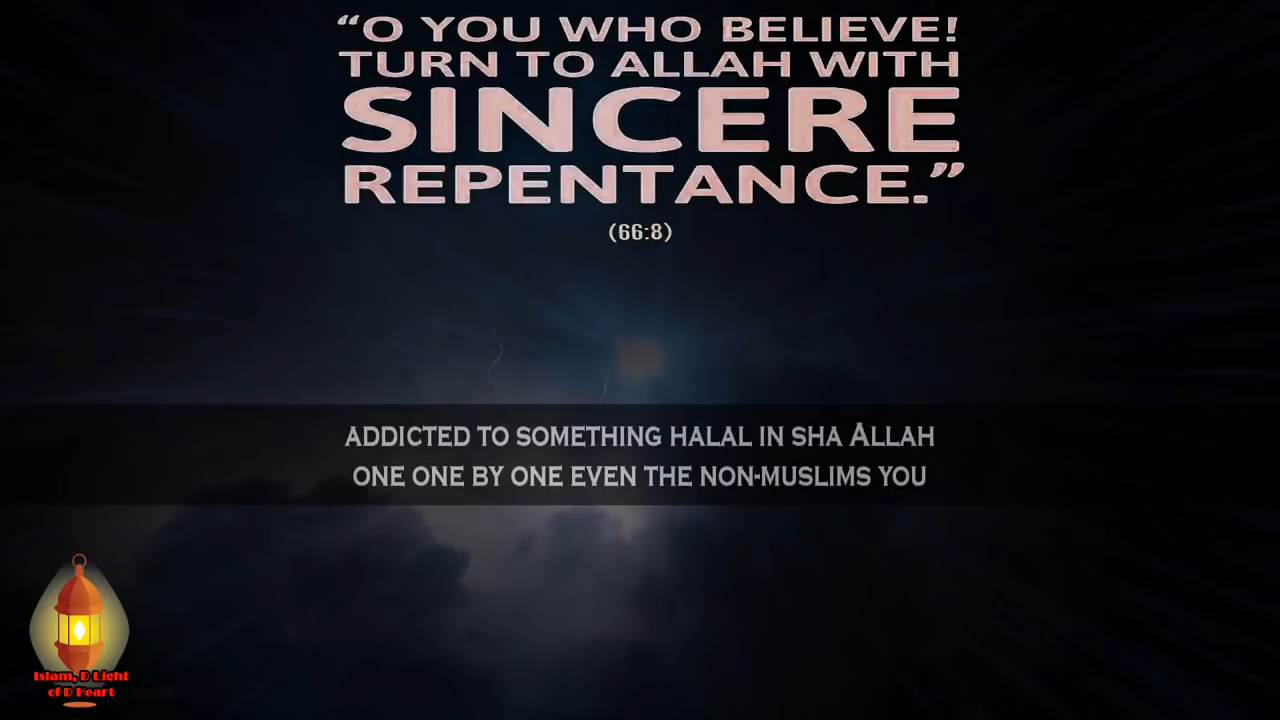 “O YOU WHO BELIEVE!
TURN TO ALLAH WITH
SINCERE
REPENTANCE.”
(66:8)
ADDICTED TO SOMETHING HALAL IN SHA ALLAH
ONE ONE BY ONE EVEN THE NON-MUSLIMS YOU
Islam, D Light
of D Heart